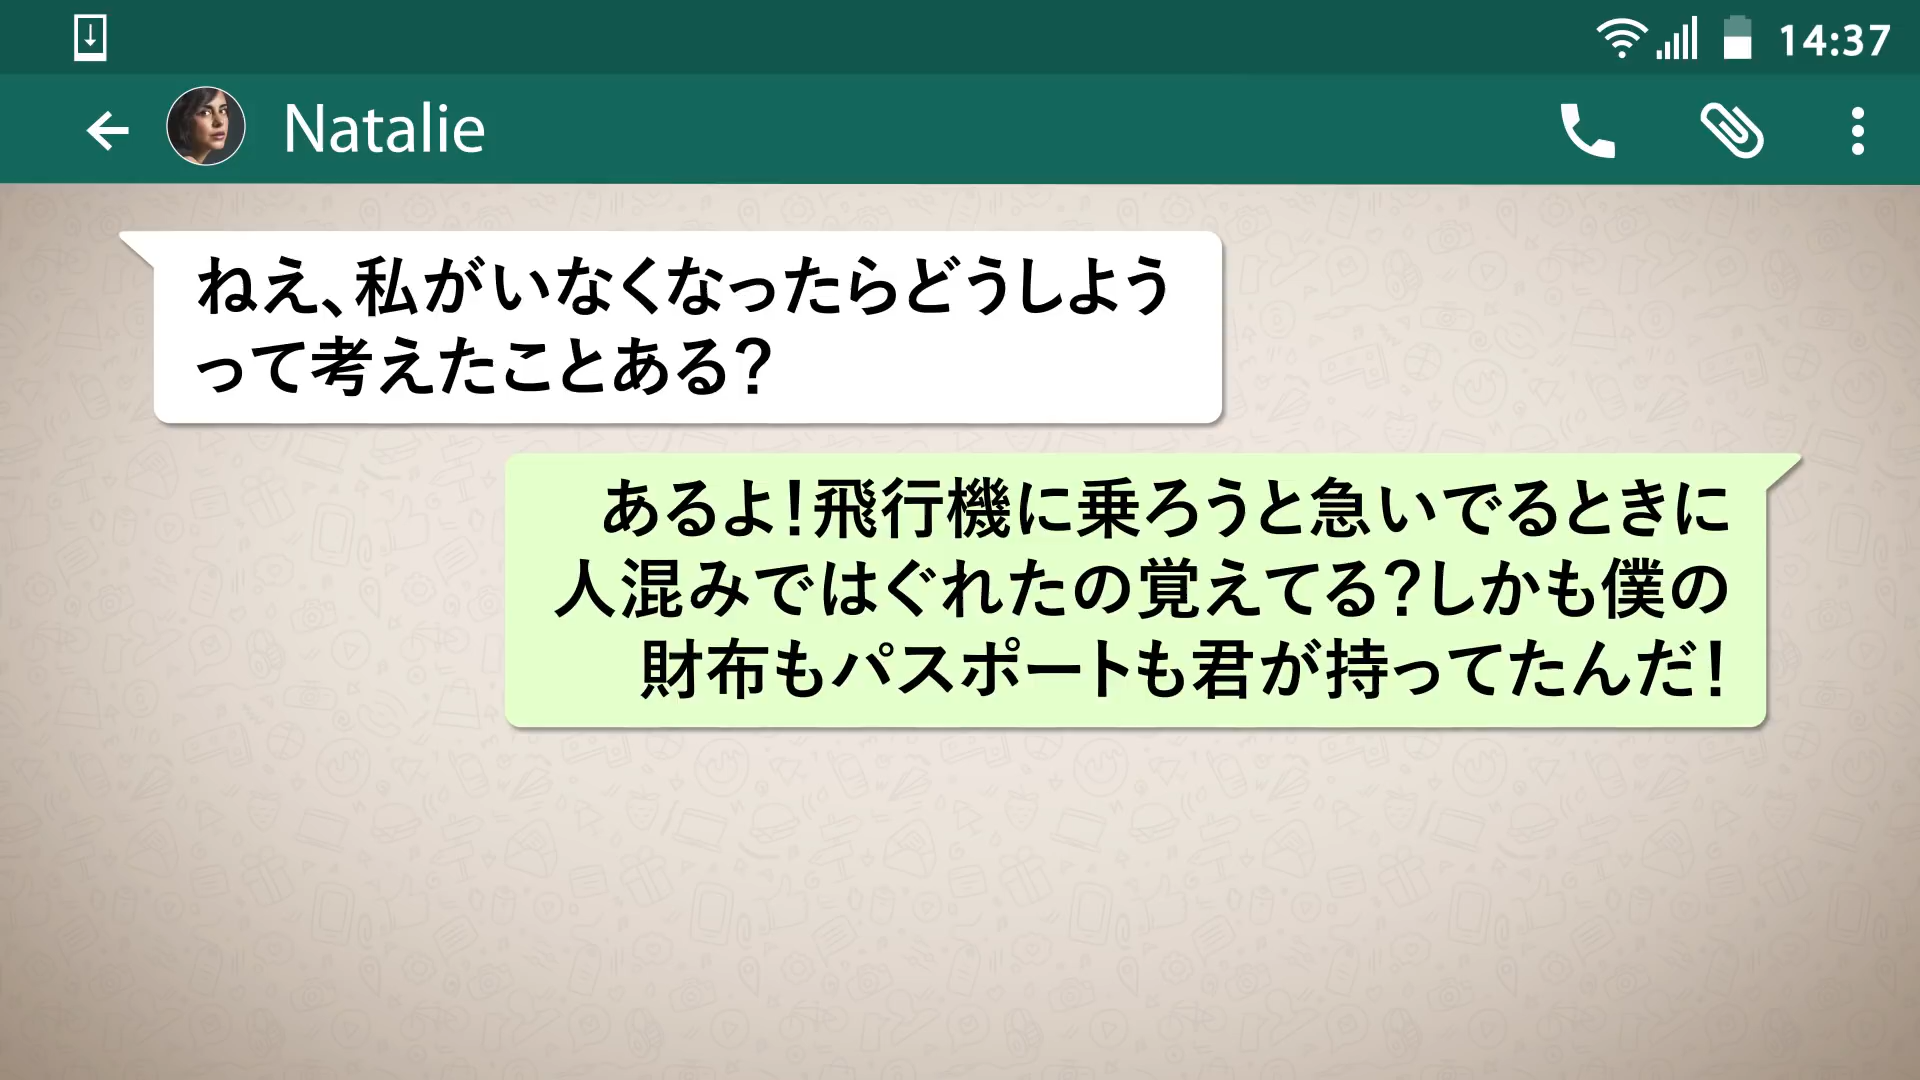 14:37
Natalie
ねえ、私がいなくなったらどうしよう
って考えたことある?
あるよ!飛行機に乗ろうと急いでるときに
人混みではぐれたの覚えてる?しかも僕の
財布もパスポートも君が持ってたんだ!